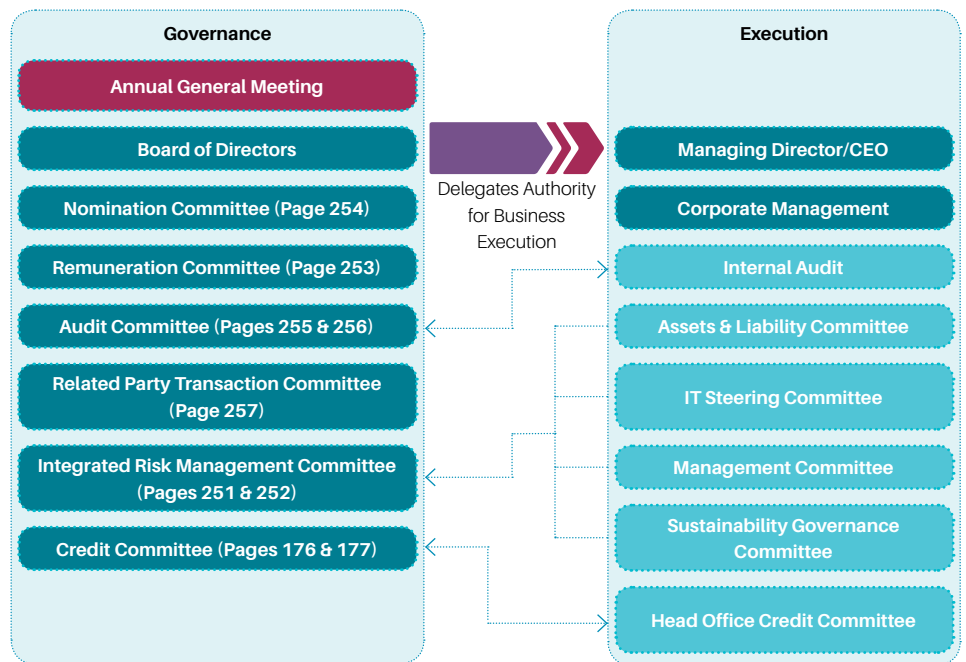 Governance
Annual General Meeting
Board of Directors
Nomination Committee (Page 254)
Remuneration Committee (Page 253)
Audit Committee (Pages 255 & 256)
Related Party Transaction Committee
(Page 257)
Integrated Risk Management Committee
(Pages 251 & 252)
Credit Committee (Pages 176 & 177)
Delegates Authority
for Business
Execution
Execution
Managing Director/CEO
Corporate Management
Internal Audit
Assets & Liability Committee
IT Steering Committee
Management Committee
Sustainability Governance
Committee
Head Office Credit Committee